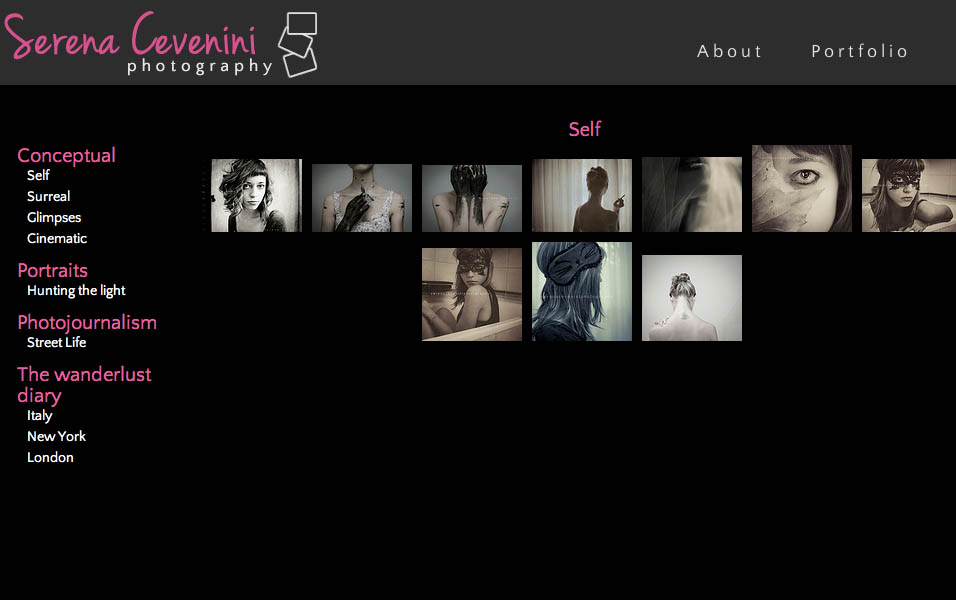 Serena Cevenini
photography
About
Portfolio
Self
Conceptual
Self
Surreal
Glimpses
Cinematic
Portraits
Hunting the light
Photojournalism
Street Life
The wanderlust
diary
Italy
New York
London